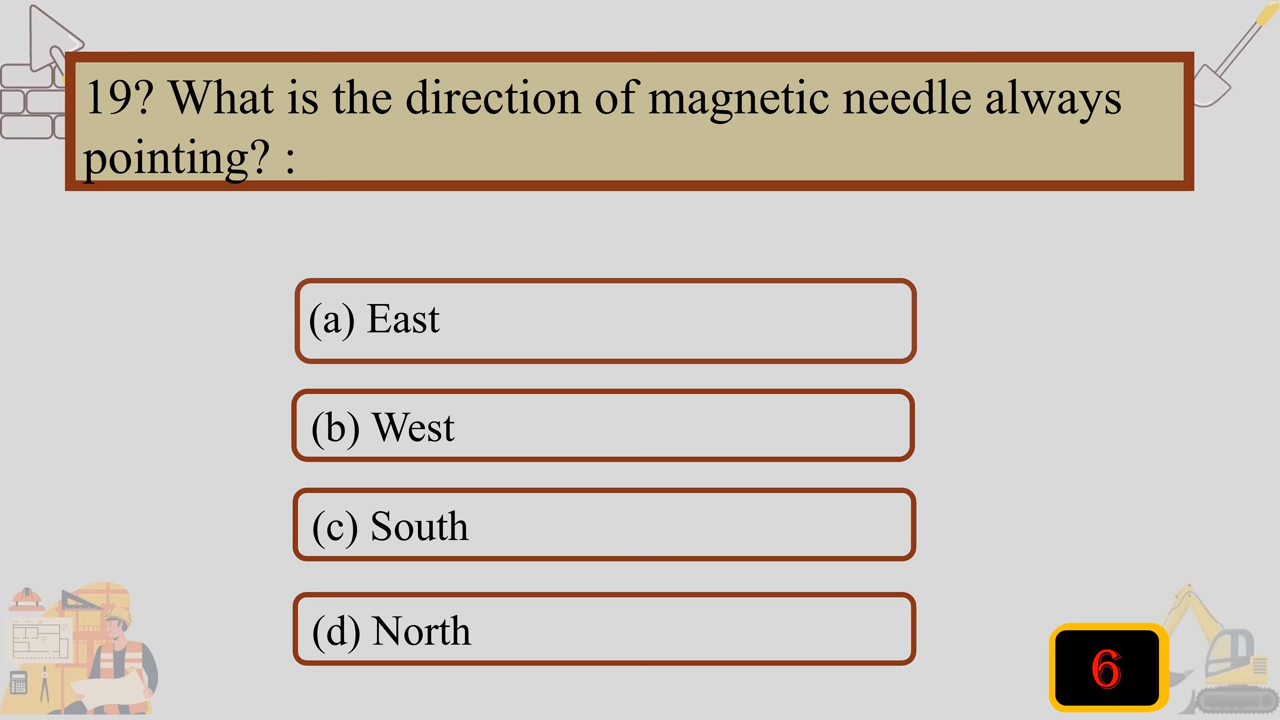 19? What is the direction of magnetic needle always
pointing? :
(a) East
(b) West
(c) South
(d) North
6